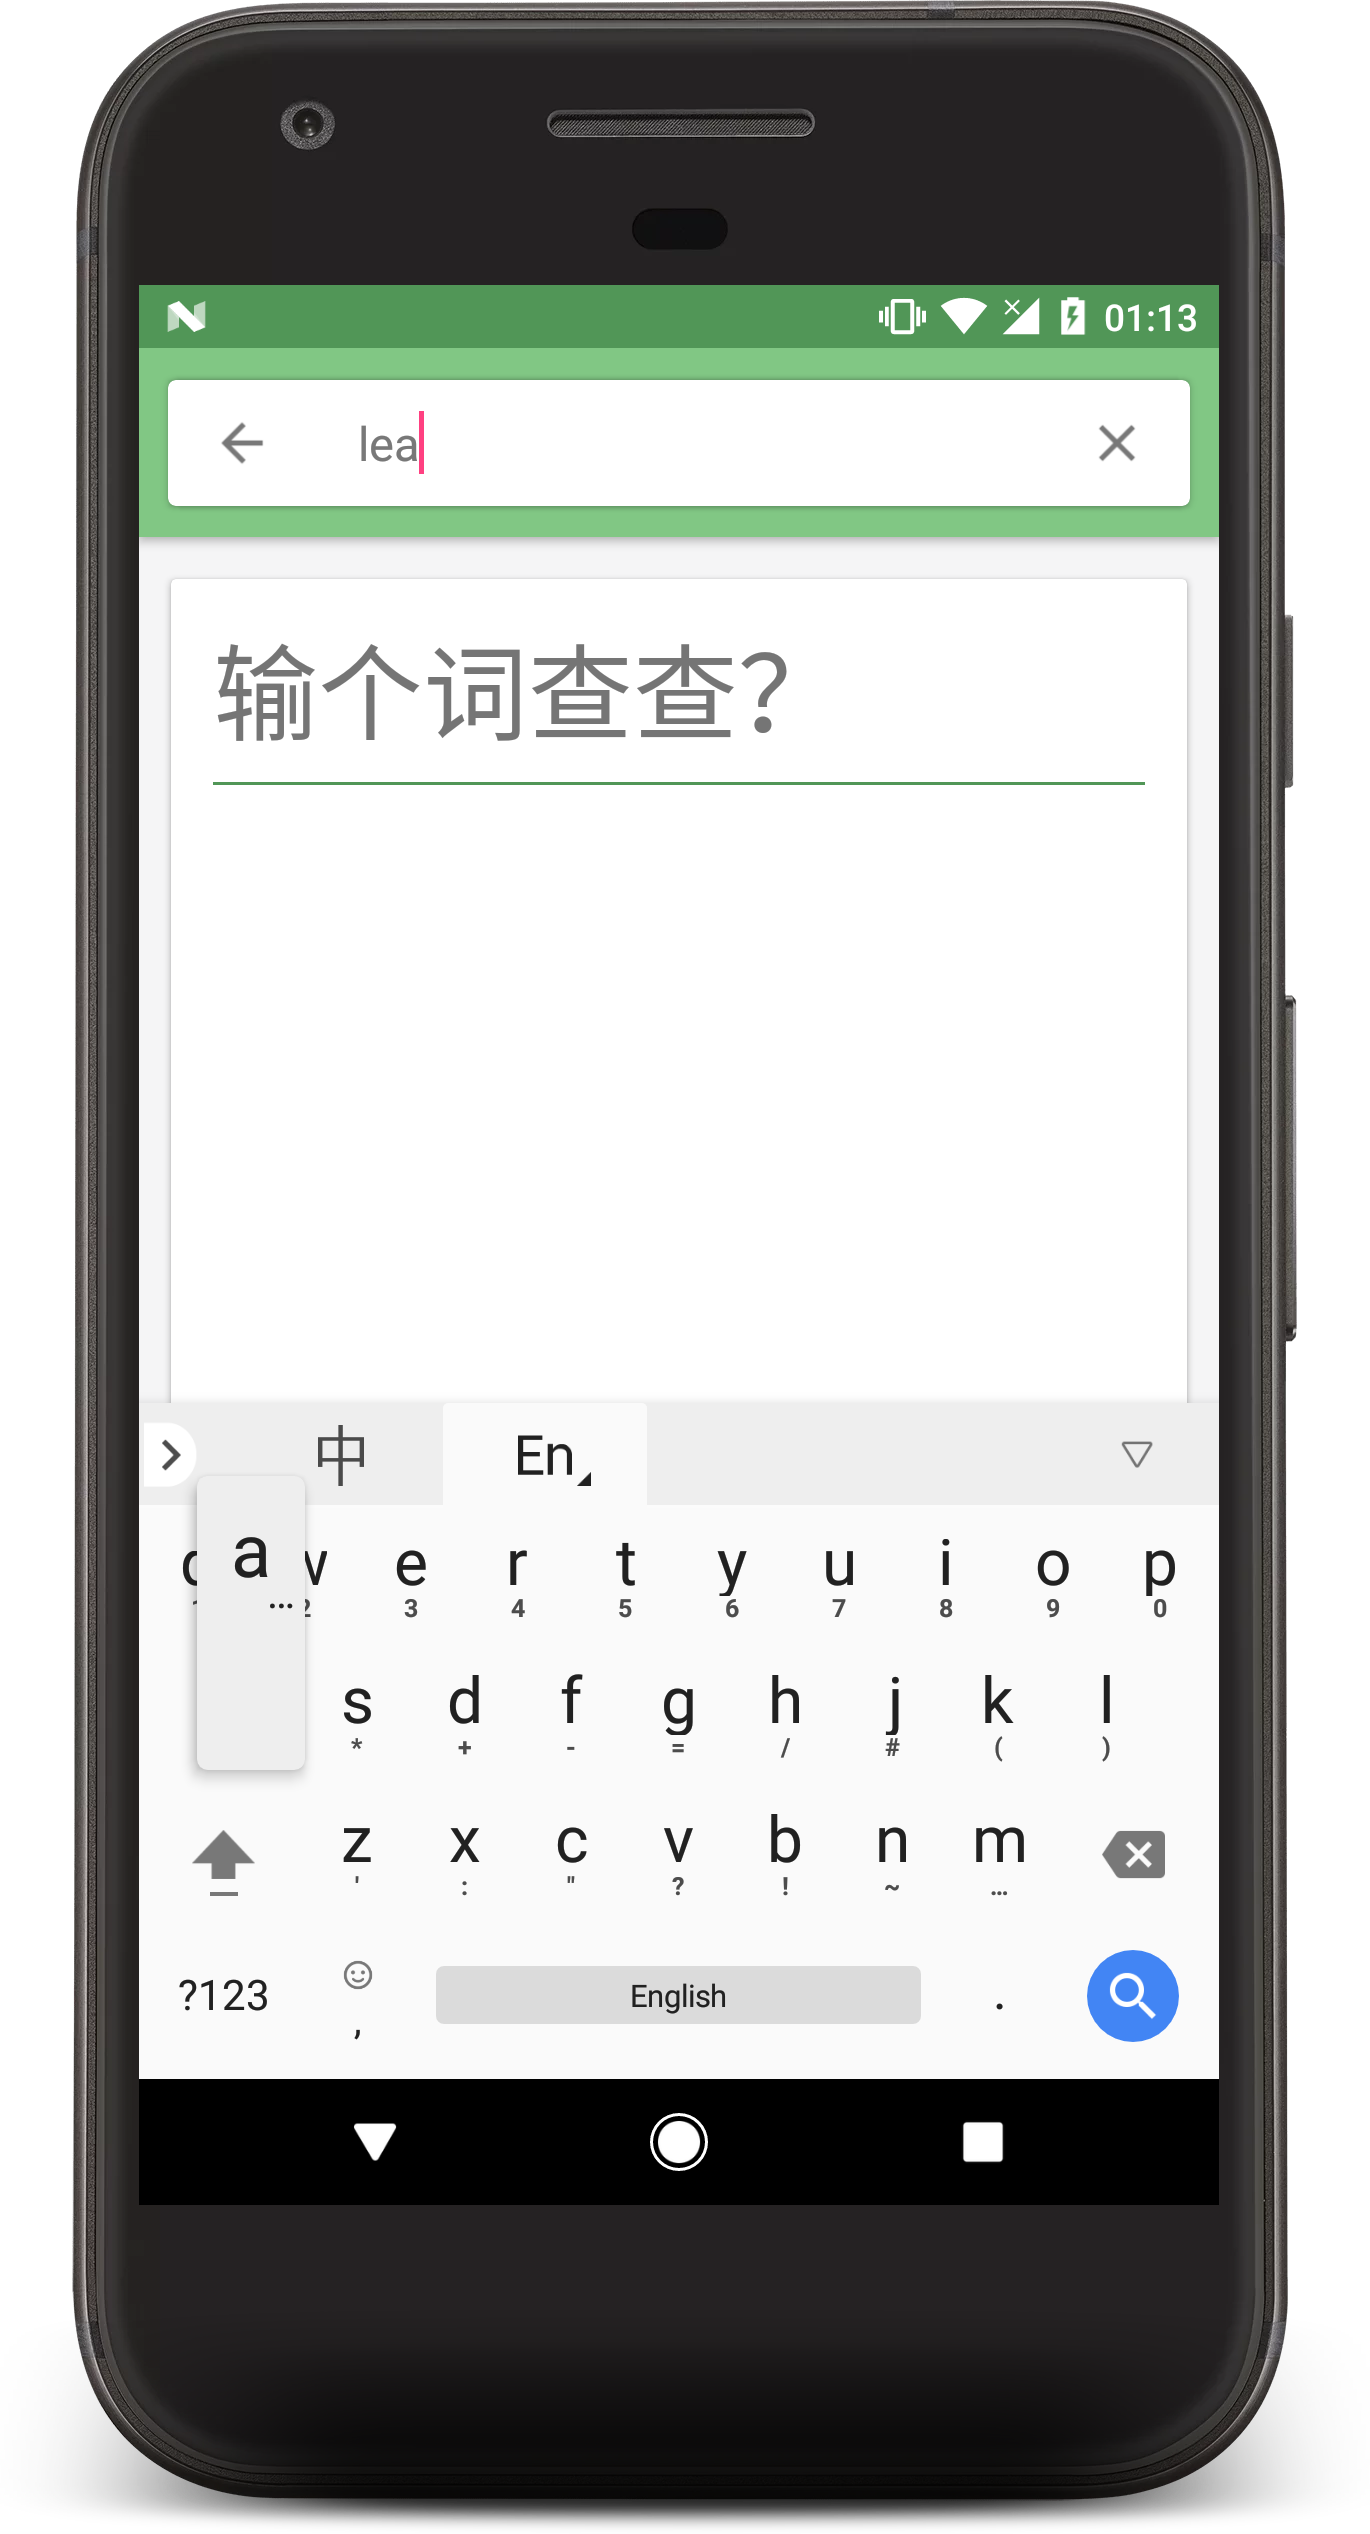 01:13
lea
输个词查查？
中 En
a
w e r t y u i o p
2 3 4 5 6 7 8 9 0
...
s d f g h j k l
* + - = / # ( )
z x c v b n m
' : " ? ! ~ …
?123 , English .